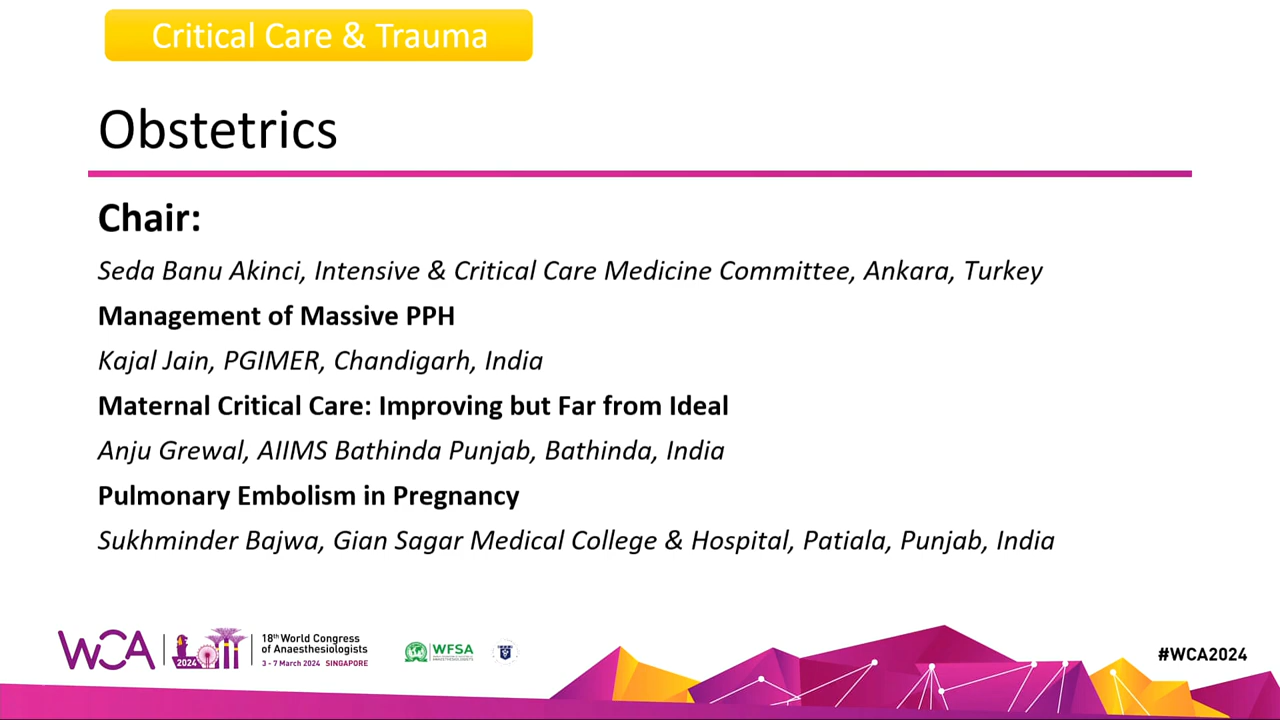 Critical Care & Trauma
Obstetrics
Chair:
Seda Banu Akinci, Intensive & Critical Care Medicine Committee, Ankara, Turkey
Management of Massive PPH
Kajal Jain, PGIMER, Chandigarh, India
Maternal Critical Care: Improving but Far from Ideal
Anju Grewal, AIIMS Bathinda Punjab, Bathinda, India
Pulmonary Embolism in Pregnancy
Sukhminder Bajwa, Gian Sagar Medical College & Hospital, Patiala, Punjab, India
WCA
2024
18th World Congress
of Anaesthesiologists
3 - 7 March 2024 SINGAPORE
WFSA
#WCA2024